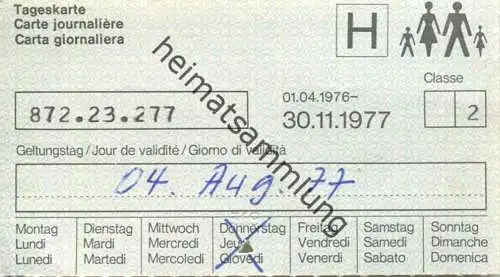 Tageskarte
Carte journalière
Carta giornaliera
H
Classe
872.23.277
01.04.1976–
30.11.1977
2
Geltungstag/Jour de validité/Giorno di validità
04. Aug. 77
Montag Dienstag Mittwoch Donnerstag Freitag Samstag Sonntag
Lundi Mardi Mercredi Jeudi Vendredi Samedi Dimanche
Lunedi Martedi Mercoledi Giovedi Venerdi Sabato Domenica
heimatsammlung